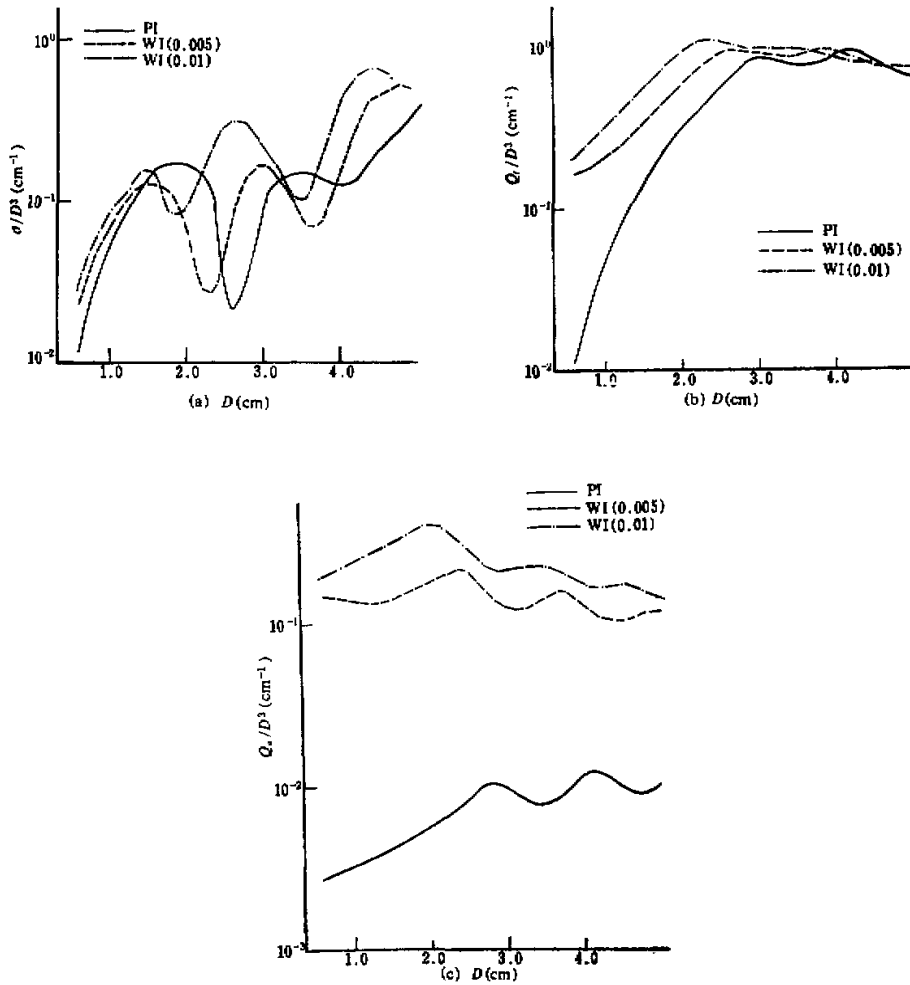 PI
WI(0.005)
WI(0.01)
σ/D³ (cm⁻¹)
10⁰
10⁻¹
10⁻²
1.0 2.0 3.0 4.0
(a) D(cm)
Qₜ/D³ (cm⁻¹)
10⁰
10⁻¹
10⁻²
PI
WI(0.005)
WI(0.01)
1.0 2.0 3.0 4.0
(b) D(cm)
PI
WI(0.005)
WI(0.01)
Qₐ/D³ (cm⁻¹)
10⁻¹
10⁻²
10⁻³
1.0 2.0 3.0 4.0
(c) D(cm)